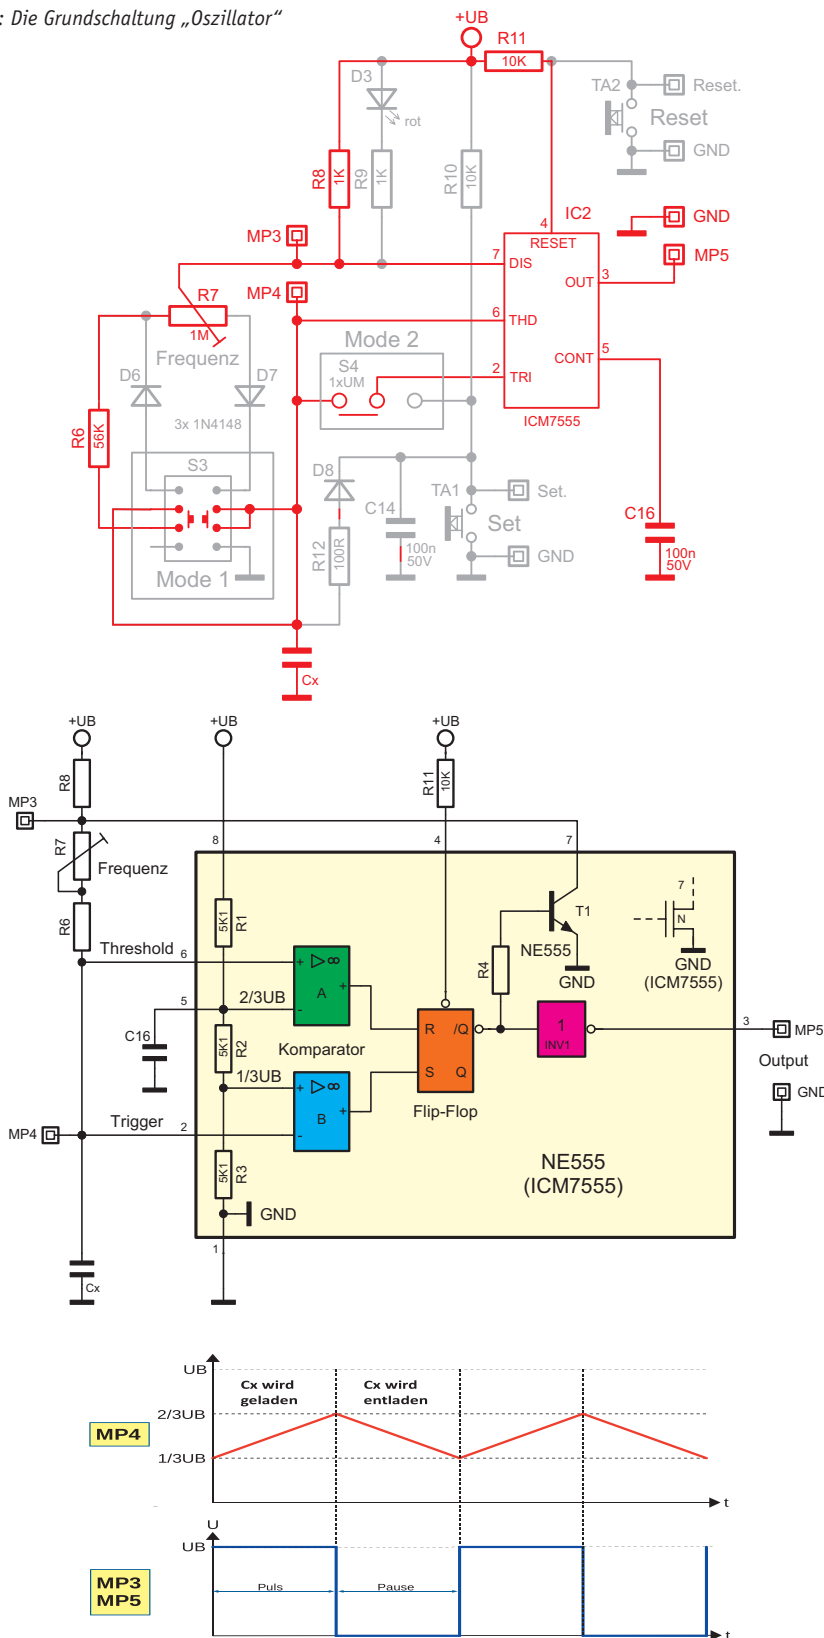 : Die Grundschaltung „Oszillator“
+UB
R11
10K
D3
rot
TA2
Reset.
Reset
GND
R8
1K
R9
1K
R10
10K
IC2
GND
MP3
4
RESET
MP5
7
DIS
OUT
3
MP4
R7
1M
6
THD
Frequenz
Mode 2
CONT
5
S4
1xUM
2
TRI
D6
D7
ICM7555
3x 1N4148
R6
56K
S3
D8
C14
TA1
Set.
Set
C16
R12
100R
100n
50V
GND
100n
50V
Mode 1
Cx
+UB
+UB
+UB
R8
R11
10K
MP3
R7
8
4
7
Frequenz
R6
5K1
R1
T1
7
N
Threshold
6
R4
NE555
GND
GND
(ICM7555)
+
▷∞
A
+
-
5
2/3UB
3
C16
5K1
R2
Komparator
R
/Q
1
INV1
MP5
Output
1/3UB
+
▷∞
B
+
-
S
Q
GND
Flip-Flop
MP4
Trigger
2
5K1
R3
NE555
(ICM7555)
GND
1
Cx
UB
Cx wird
geladen
Cx wird
entladen
MP4
2/3UB
1/3UB
t
U
UB
MP3
MP5
Puls
Pause
t